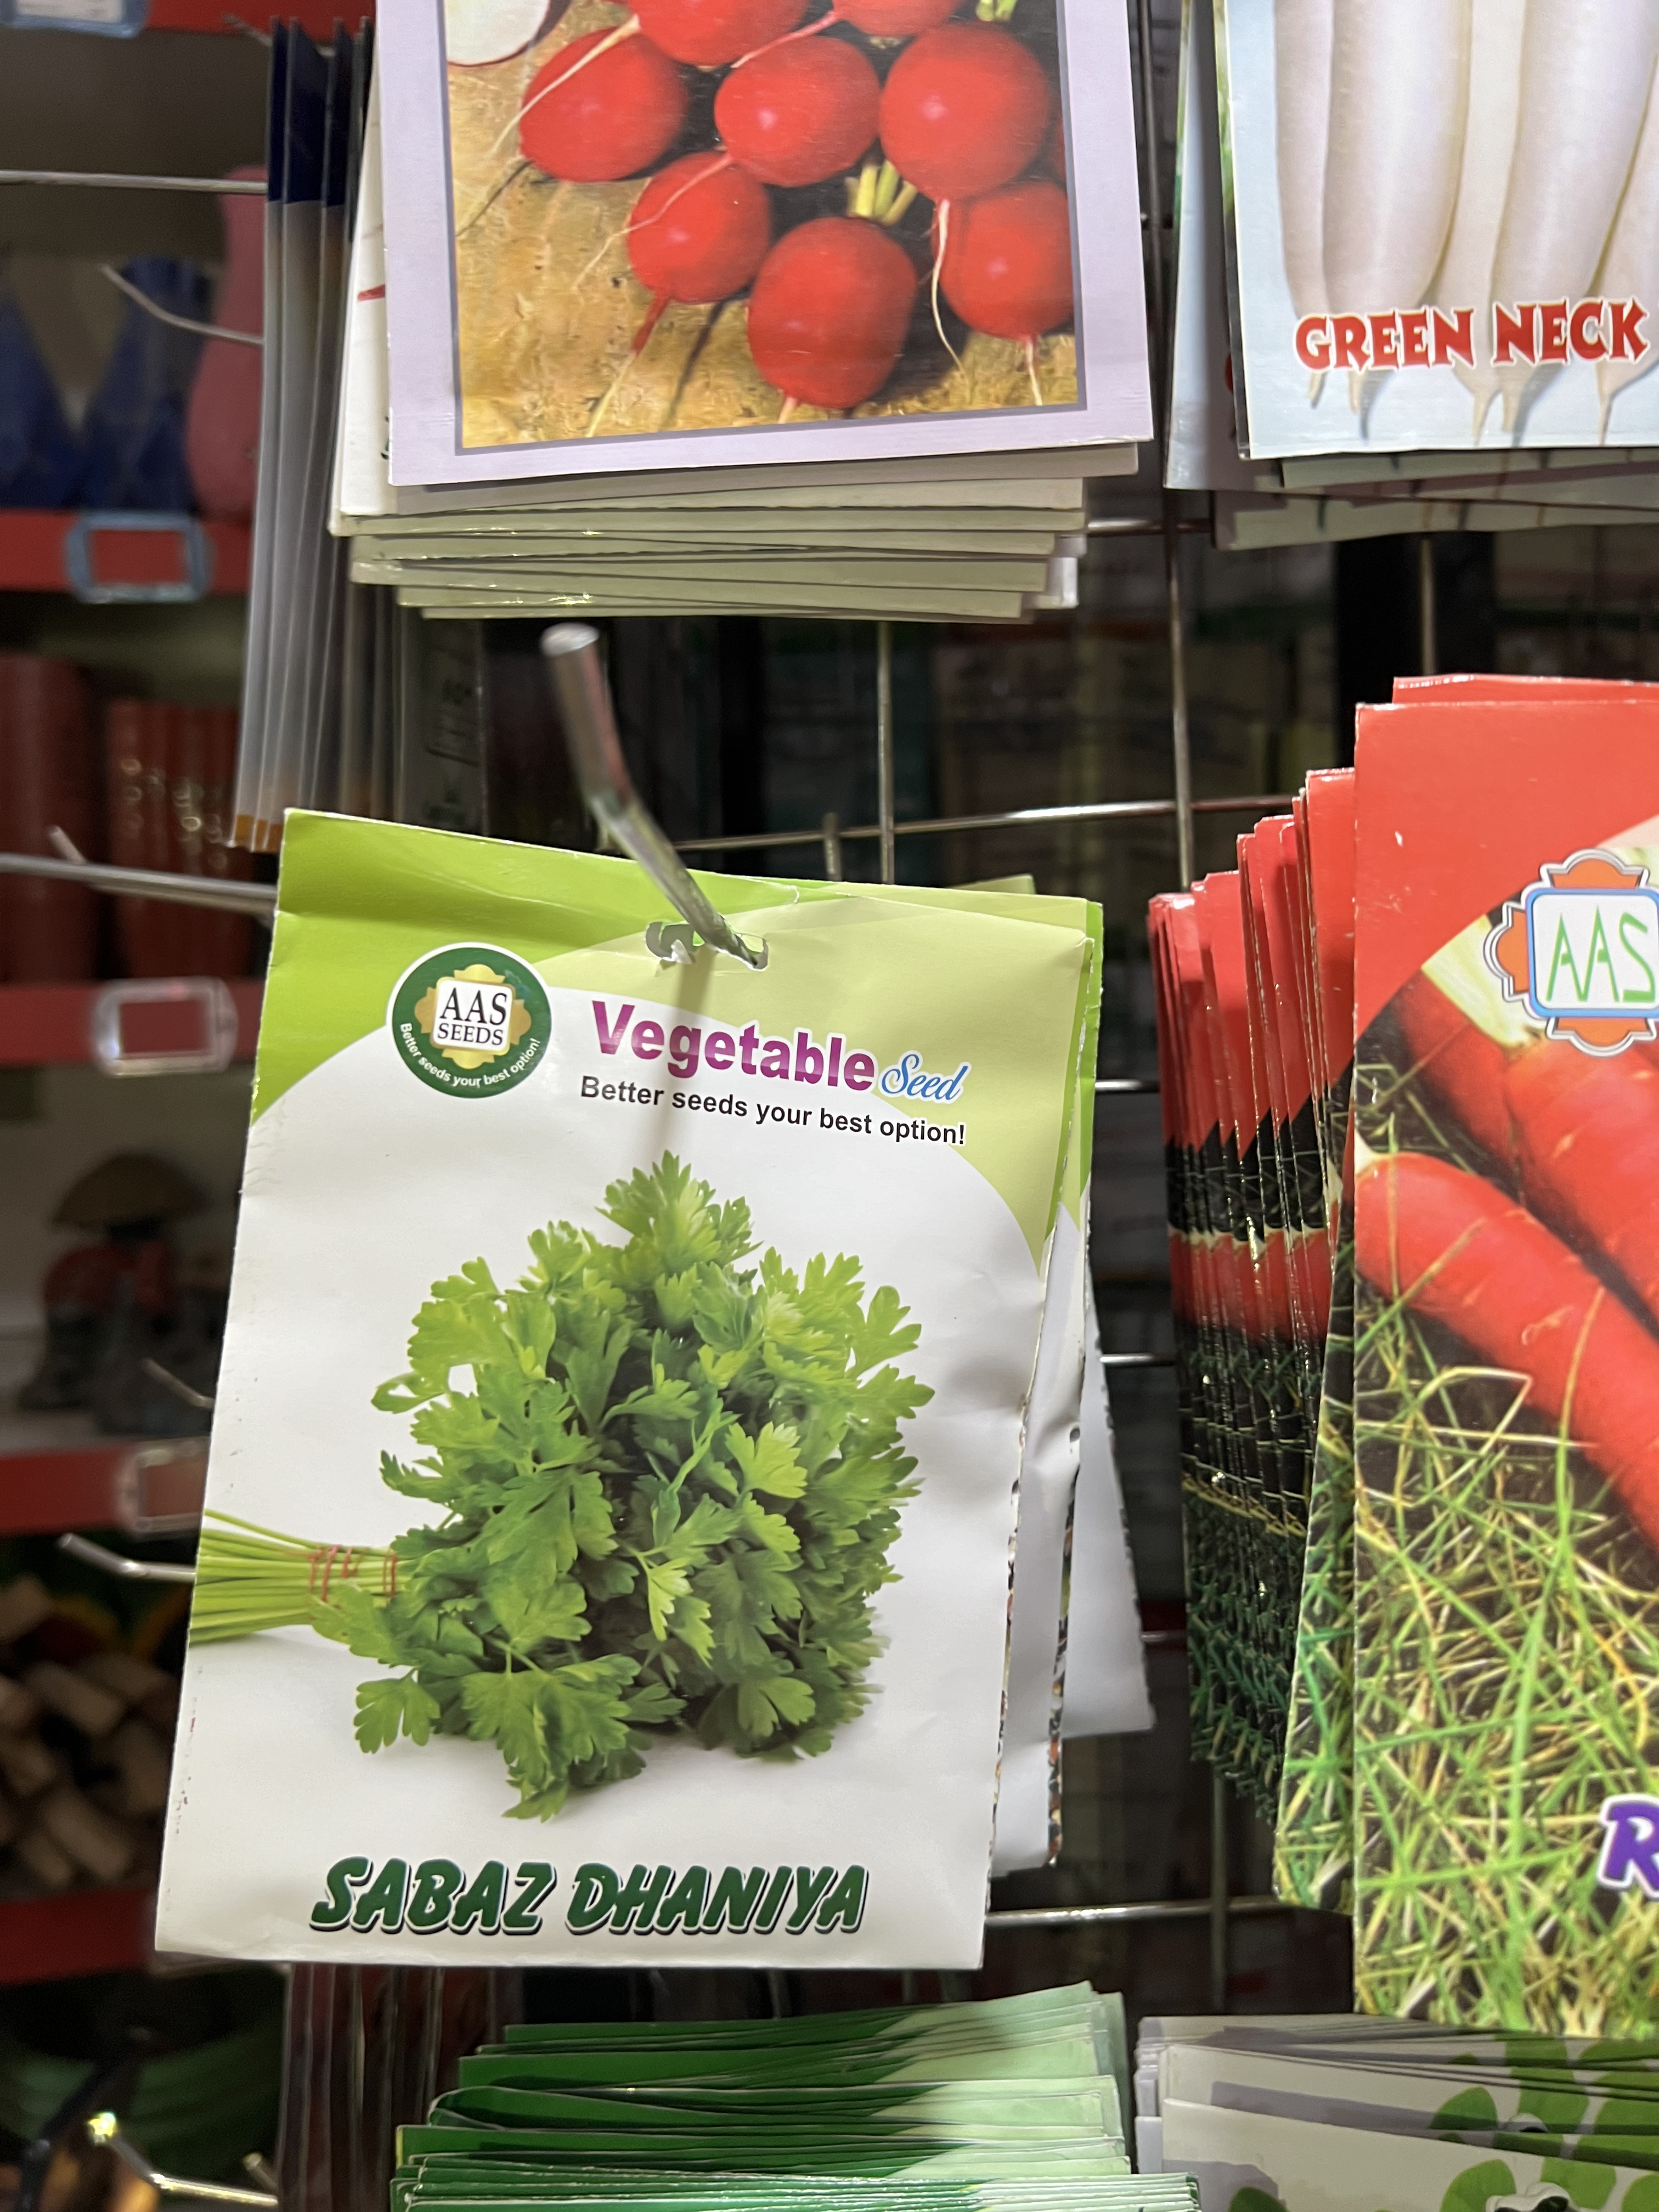 GREEN NECK
AAS
SEEDS
Better seeds your best option!
Vegetable Seed
Better seeds your best option!
AAS
SABAZ DHANIYA
R